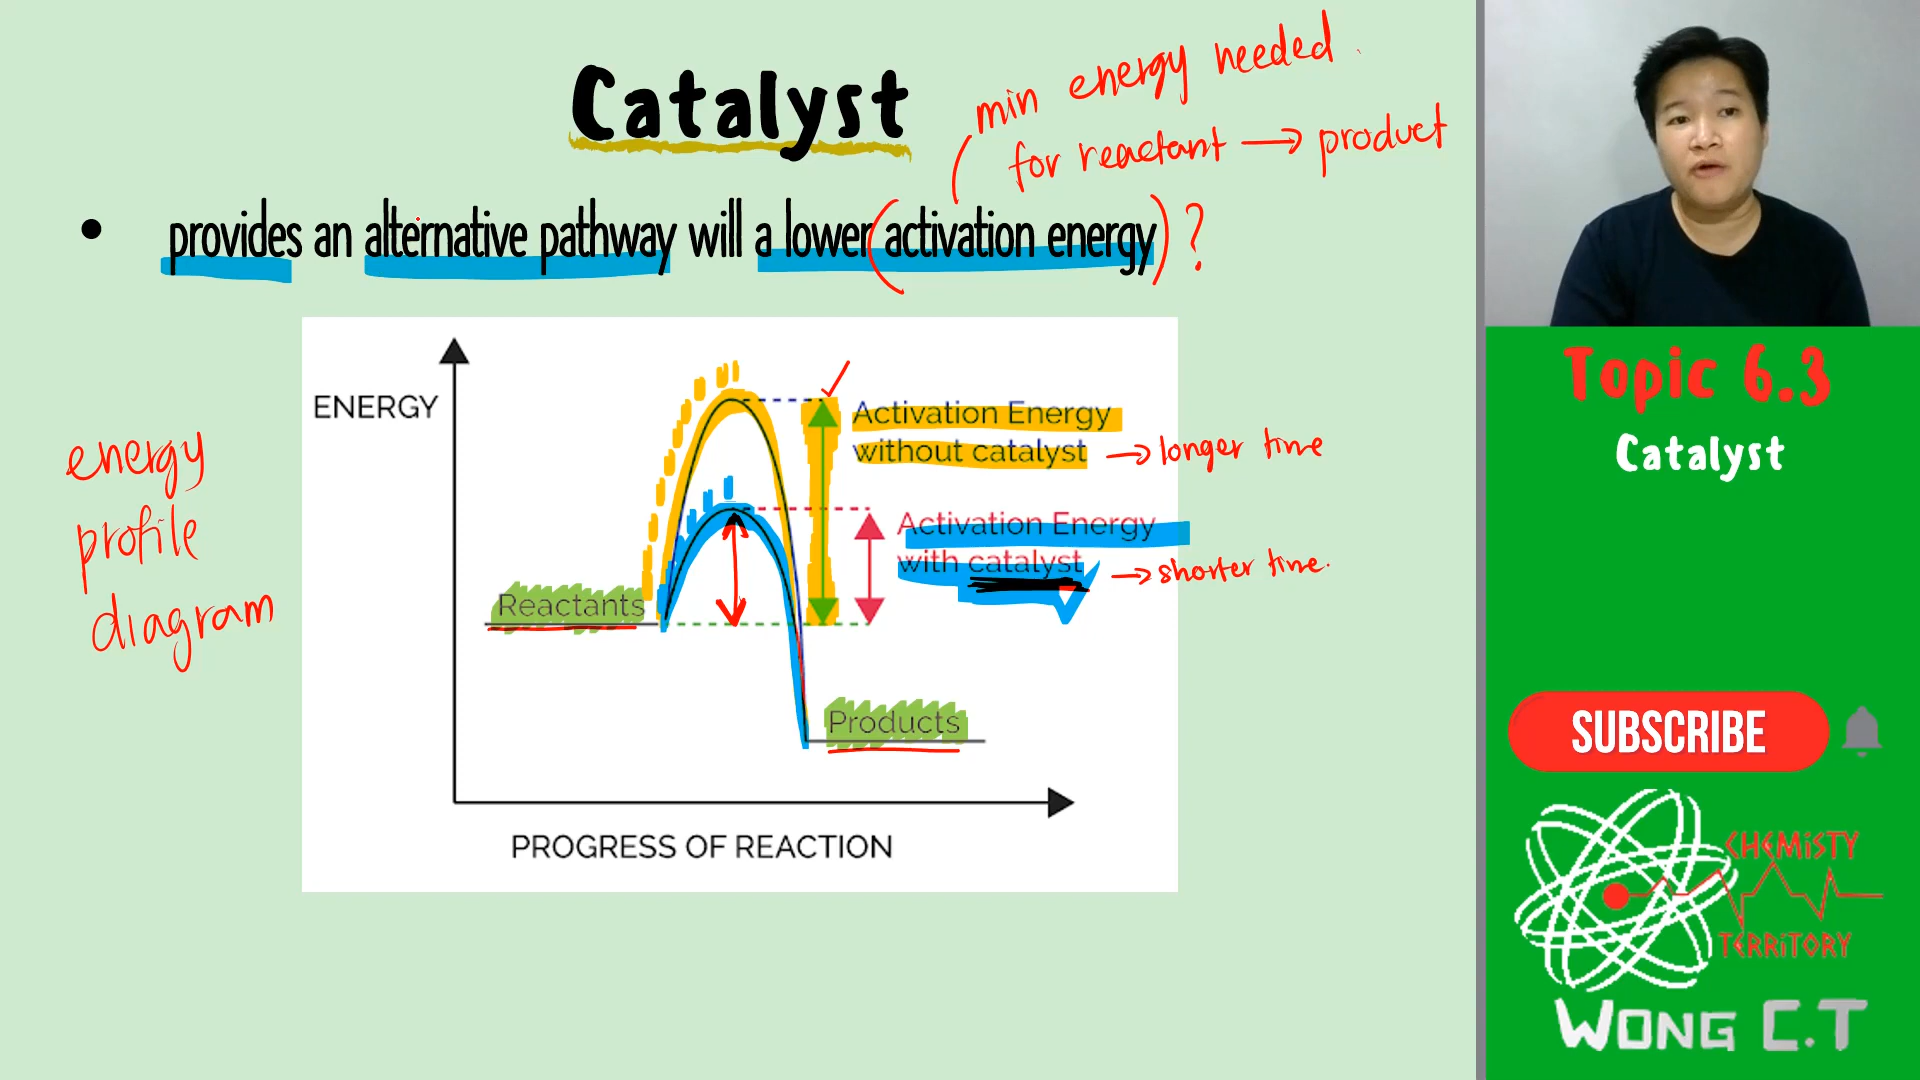 Catalyst
min energy needed
for reactant → product
• provides an alternative pathway will a lower (activation energy) ?
ENERGY
Activation Energy
without catalyst → longer time
Activation Energy
with catalyst → shorter time.
energy
profile
diagram
Reactants
Products
PROGRESS OF REACTION
Topic 6.3
Catalyst
SUBSCRIBE
CHEMiSTY
TERRiTORY
WONG C.T